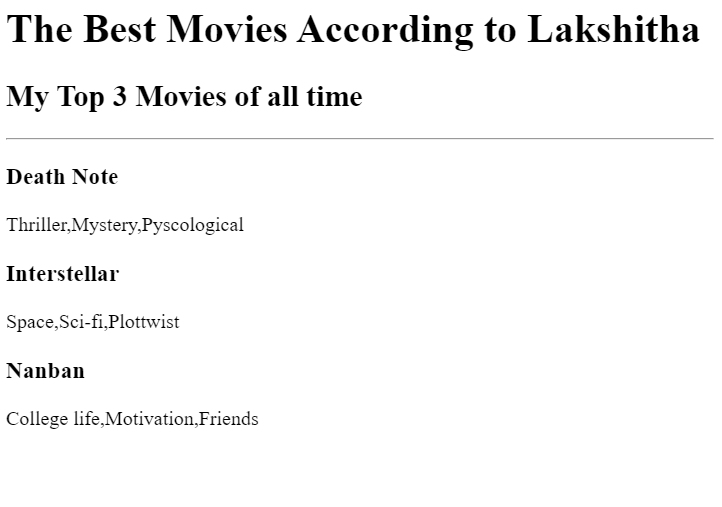 The Best Movies According to Lakshitha
My Top 3 Movies of all time
Death Note
Thriller,Mystery,Pyscological
Interstellar
Space,Sci-fi,Plottwist
Nanban
College life,Motivation,Friends